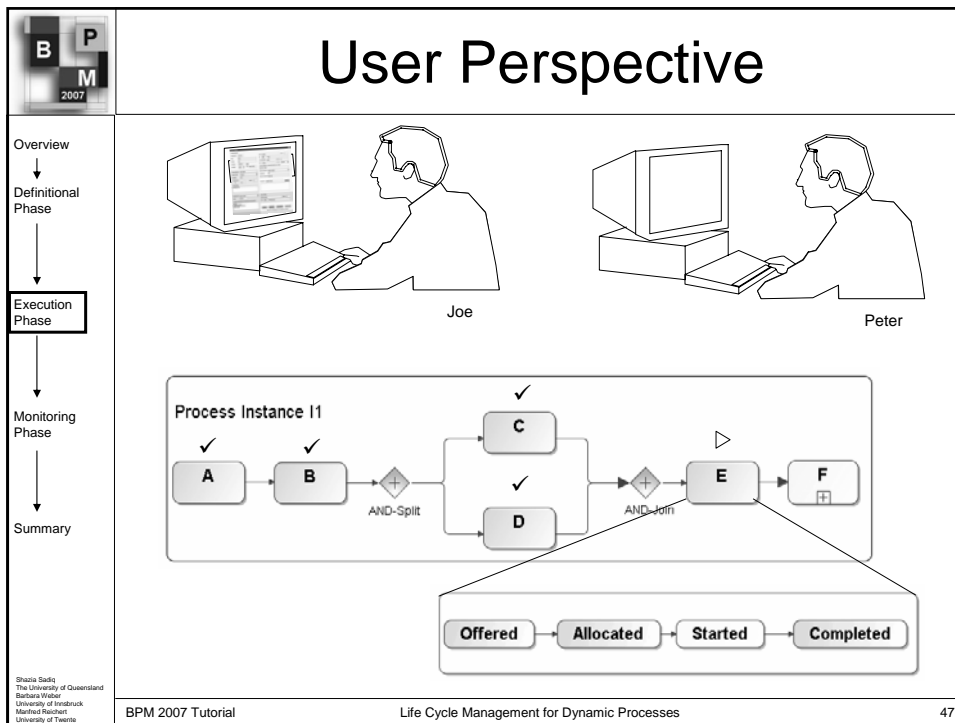 B P
M
2007
User Perspective
Overview
Definitional
Phase
Execution
Phase
Monitoring
Phase
Summary
Joe
Peter
Process Instance I1
✓ ✓ ✓ ✓
A
B
AND-Split
C
D
AND-Join
E
F
Offered
Allocated
Started
Completed
Shazia Sadiq
The University of Queensland
Barbara Weber
University of Innsbruck
Manfred Reichert
University of Twente
BPM 2007 Tutorial
Life Cycle Management for Dynamic Processes
47